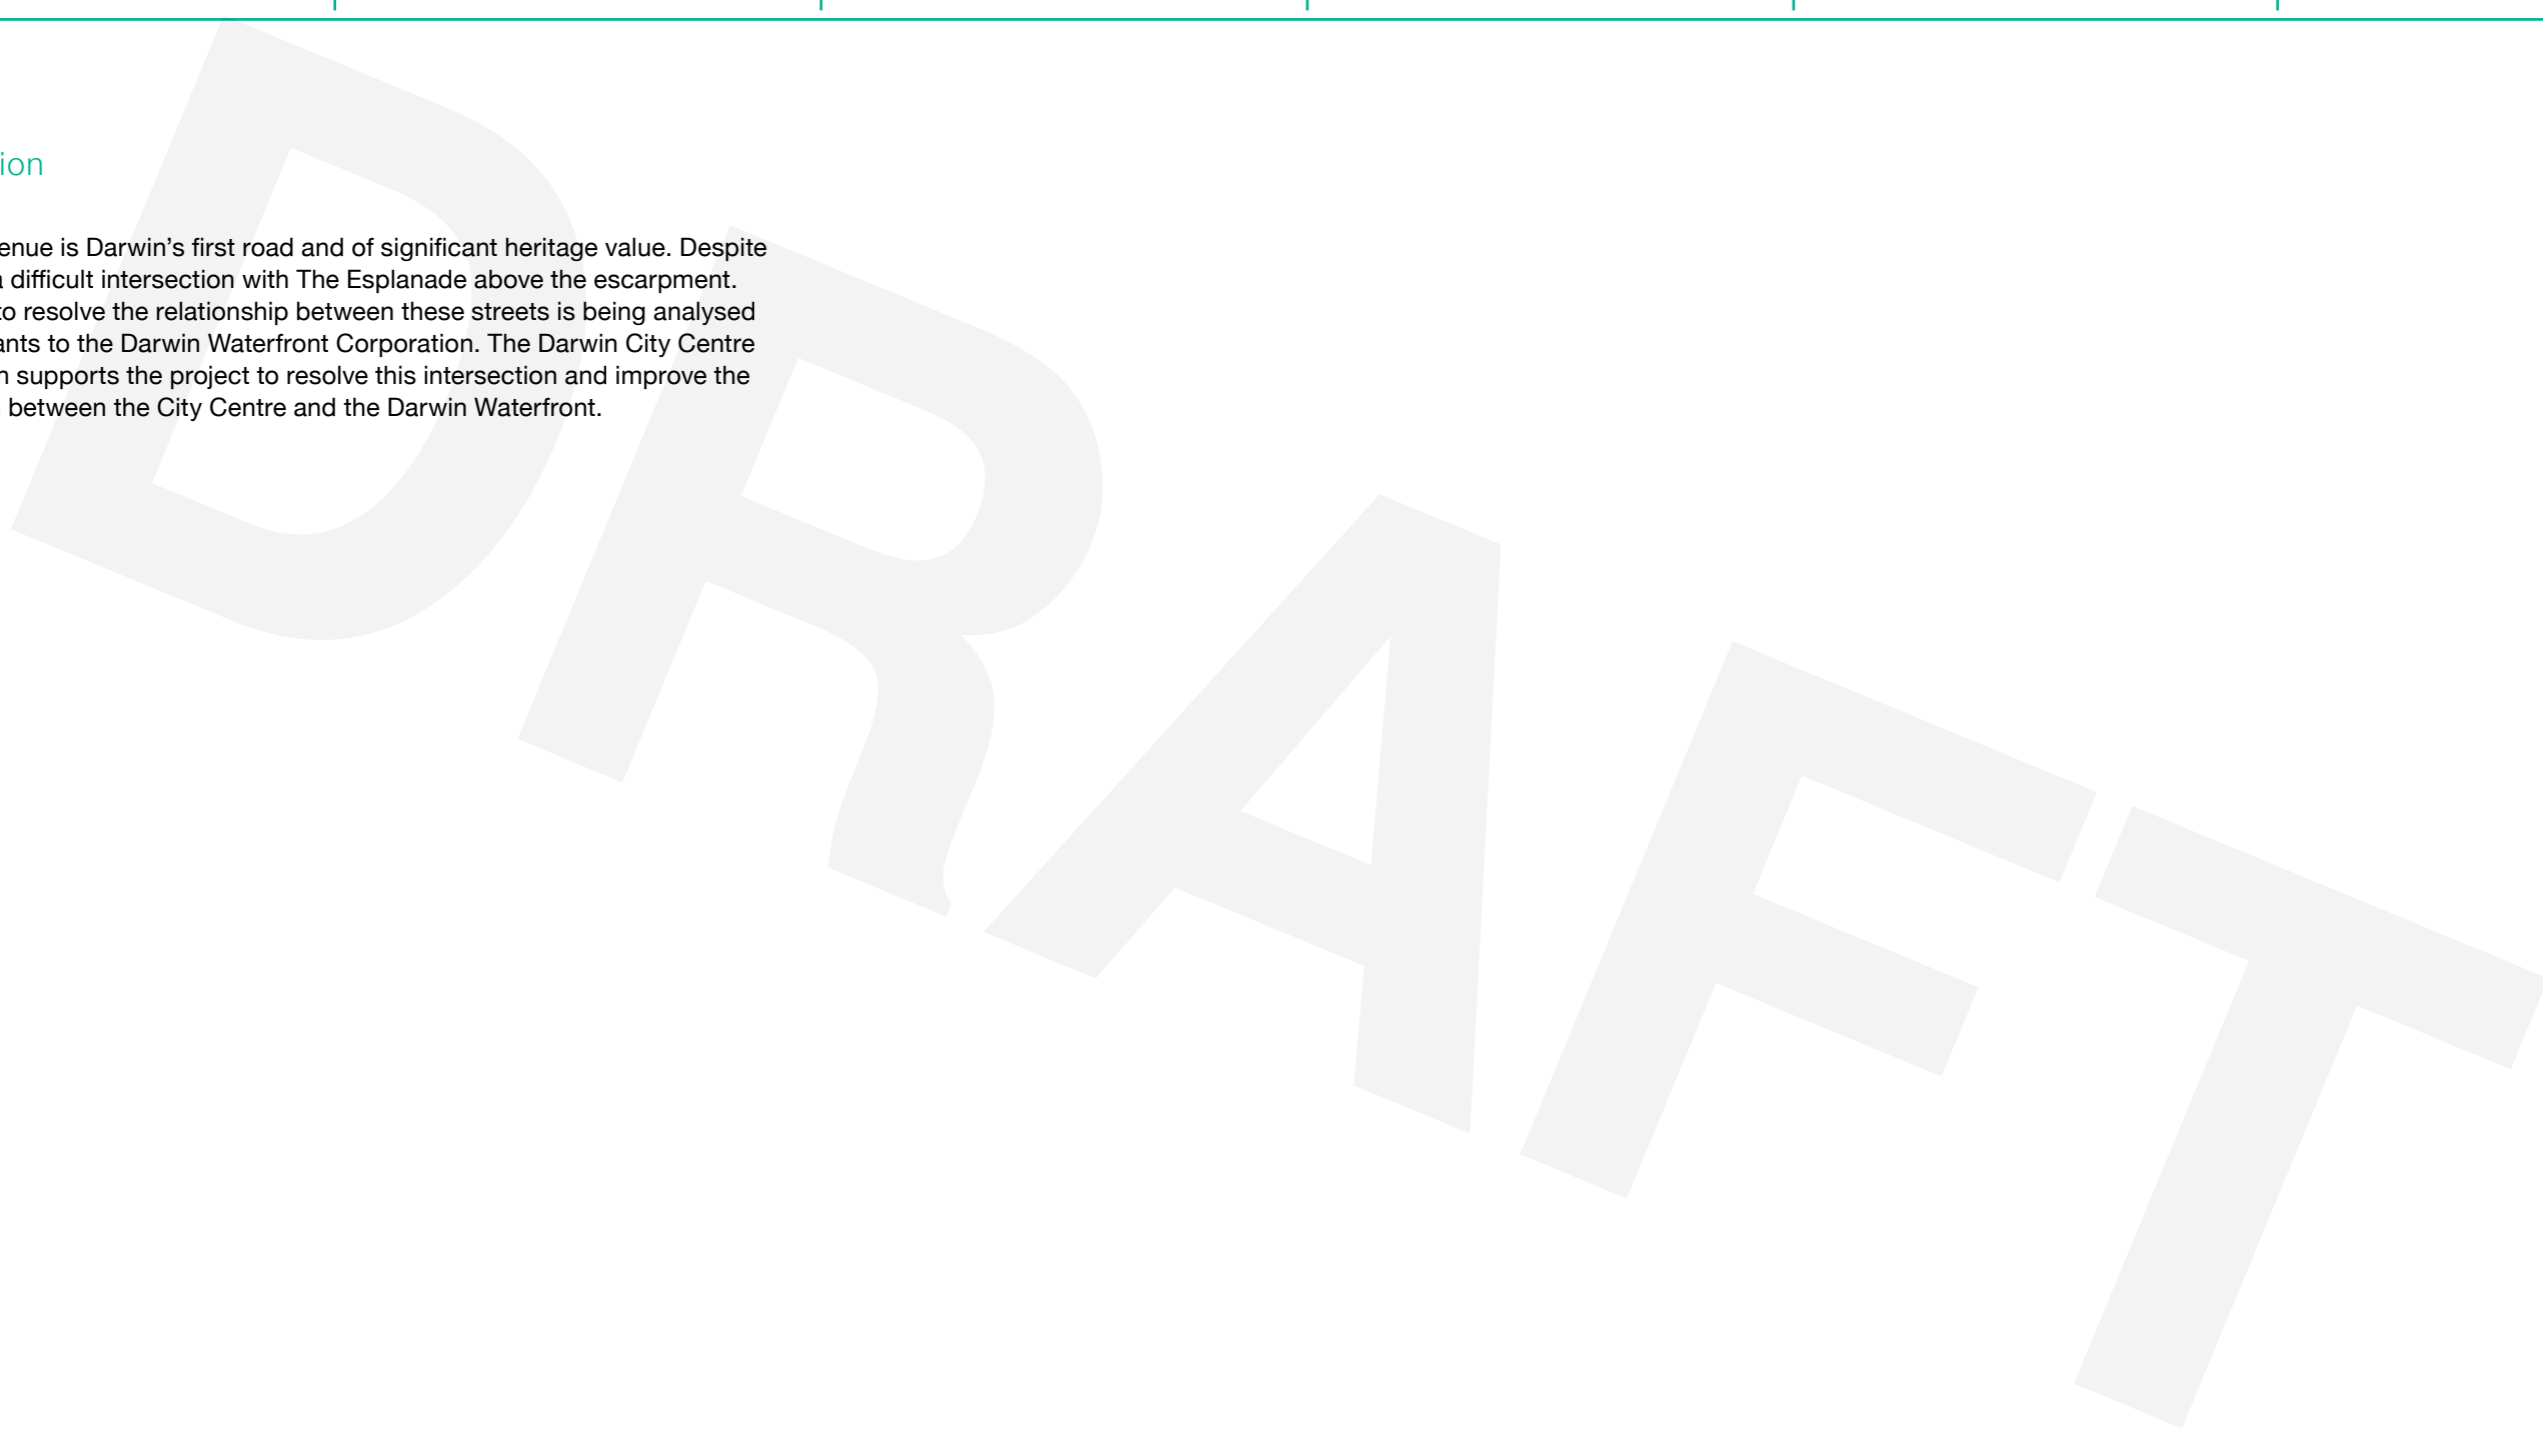 ion
enue is Darwin’s first road and of significant heritage value. Despite
difficult intersection with The Esplanade above the escarpment.
to resolve the relationship between these streets is being analysed
ants to the Darwin Waterfront Corporation. The Darwin City Centre
n supports the project to resolve this intersection and improve the
between the City Centre and the Darwin Waterfront.
DRAFT